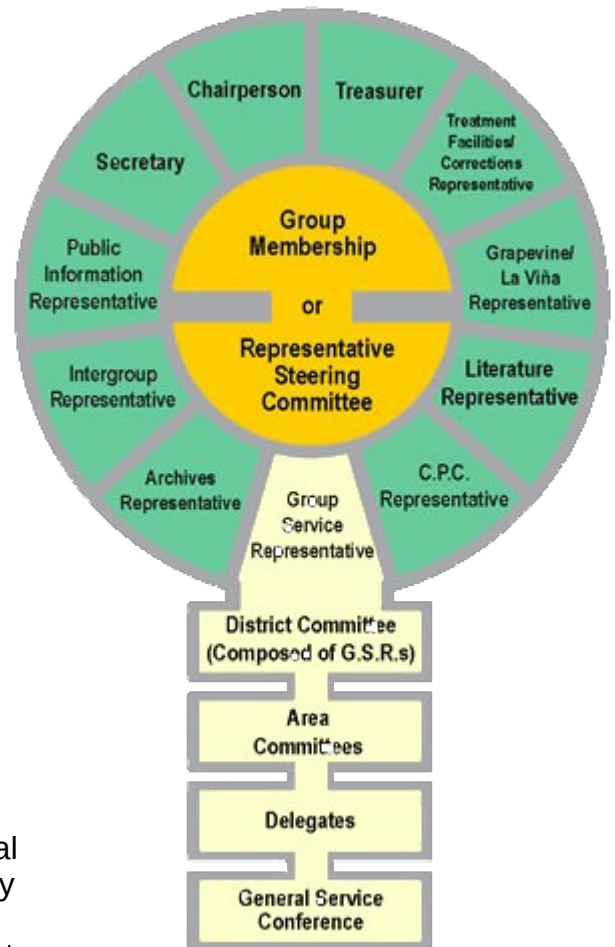 Chairperson
Treasurer
Treatment
Facilities/
Corrections
Representative
Secretary
Group
Membership
Public
Information
Representative
Grapevine/
La Viña
Representative
or
Representative
Steering
Committee
Intergroup
Representative
Literature
Representative
Archives
Representative
C.P.C.
Representative
Group
Service
Representative
District Committee
(Composed of G.S.R.s)
Area
Committees
Delegates
General Service
Conference
al
y